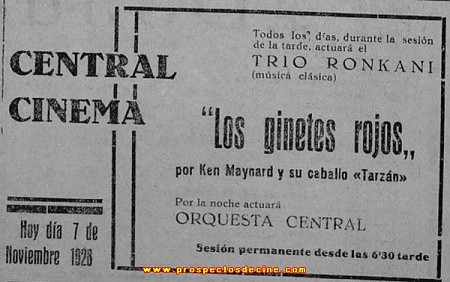 CENTRAL
CINEMA
Hoy día 7 de
Noviembre 1928
Todos los días, durante la sesión
de la tarde, actuará el
TRIO RONKANI
(música clásica)
"Los ginetes rojos„
por Ken Maynard y su caballo «Tarzán»
Por la noche actuará
ORQUESTA CENTRAL
Sesión permanente desde las 6'30 tarde
www.prospectosdecine.com